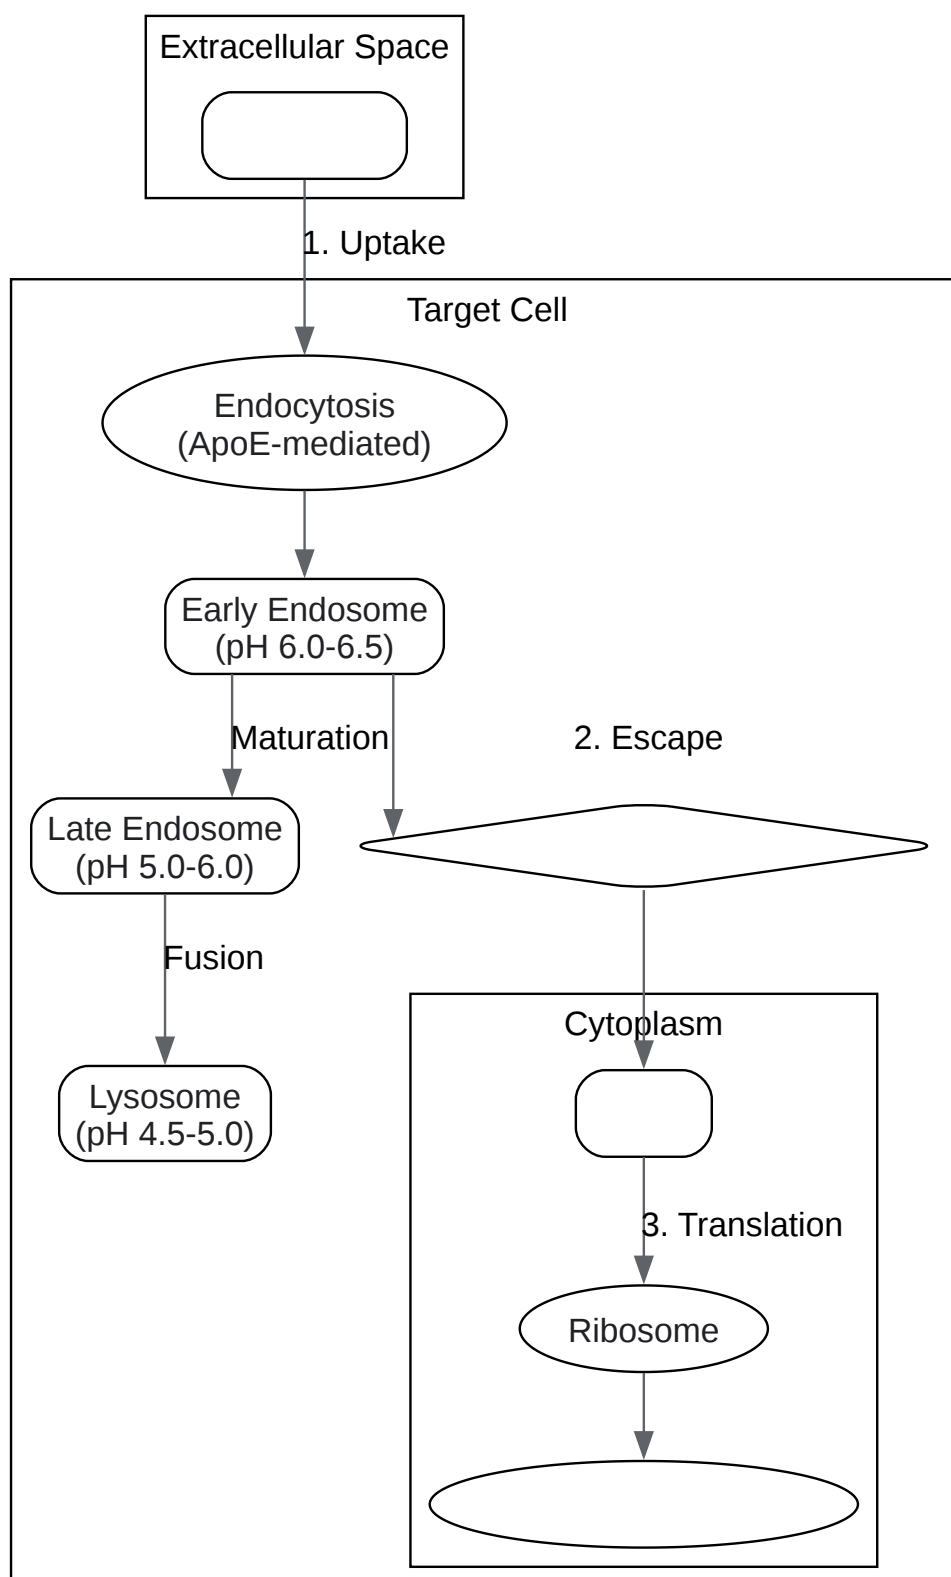 Extracellular Space
1. Uptake
Target Cell
Endocytosis
(ApoE-mediated)
Early Endosome
(pH 6.0-6.5)
Maturation
2. Escape
Late Endosome
(pH 5.0-6.0)
Fusion
Cytoplasm
Lysosome
(pH 4.5-5.0)
3. Translation
Ribosome